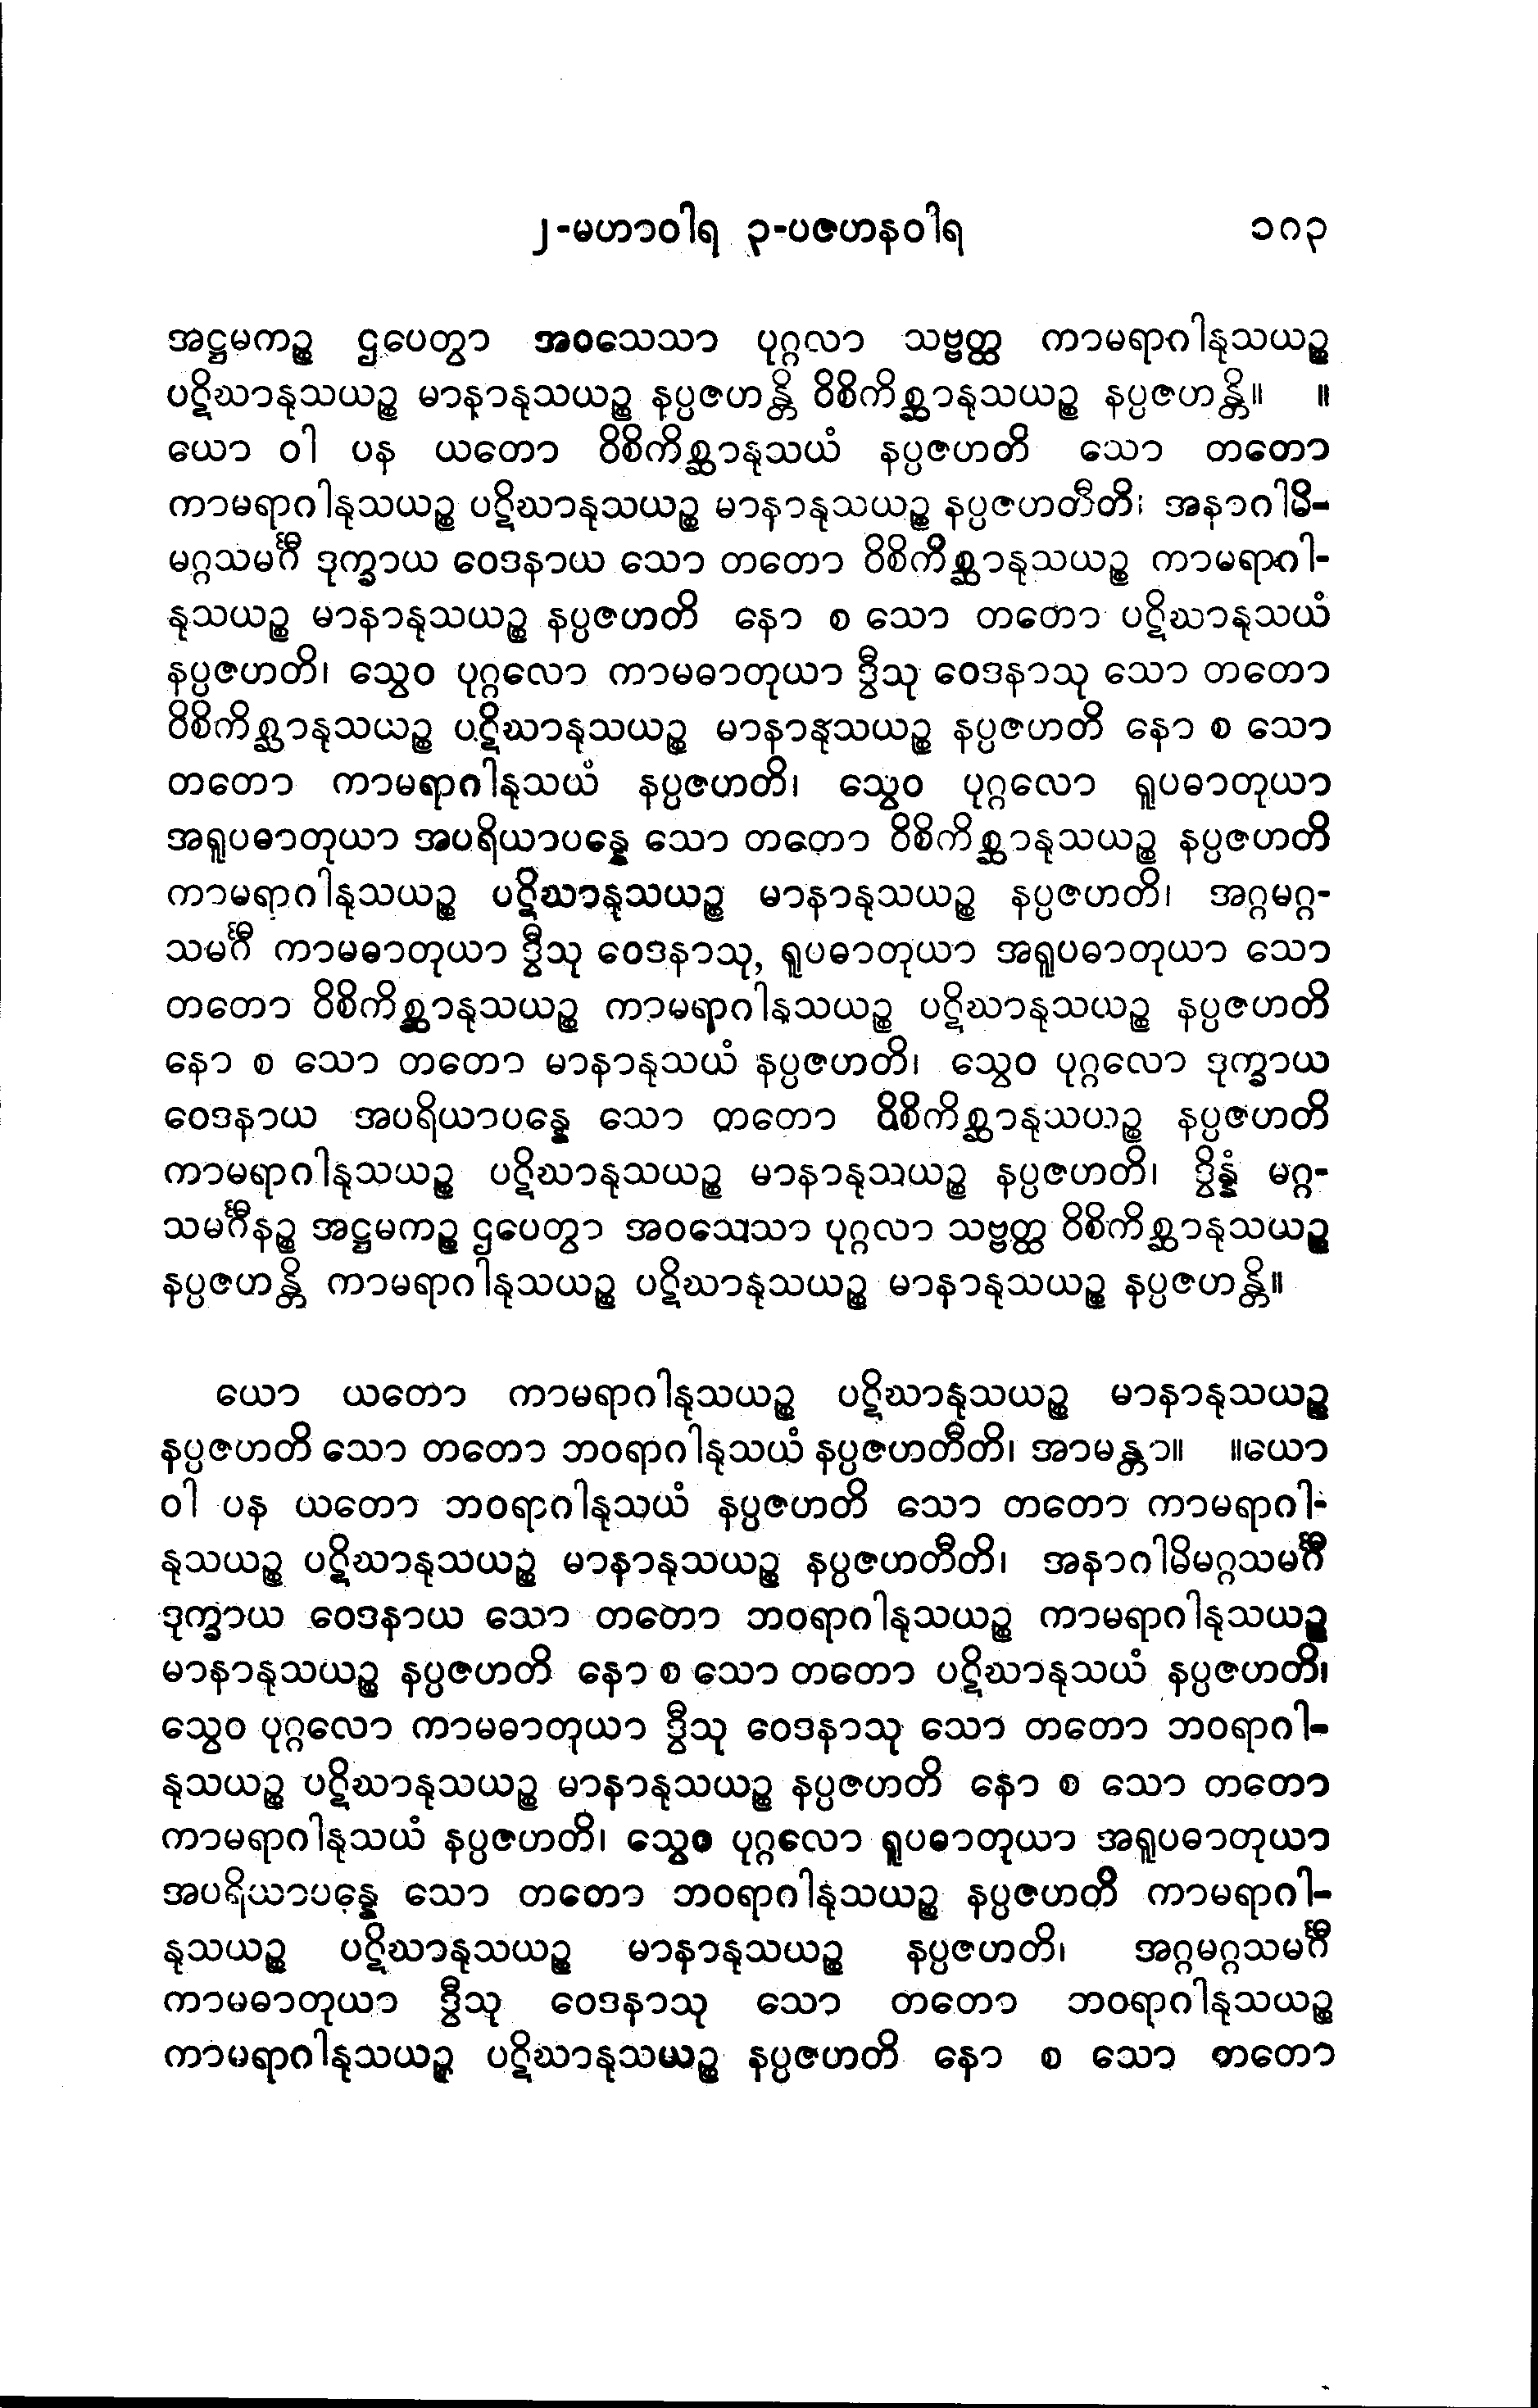 ၂-မဟာဝါရ ၃-ပဇဟနဝါရ ၁၀၃
အဋ္ဌမကဉ္စ ဌပေတွာ အဝသေသာ ပုဂ္ဂလာ သဗ္ဗတ္ထ ကာမရာဂါနုသယဉ္စ
ပဋိဃာနုသယဉ္စ မာနာနုသယဉ္စ နပ္ပဇဟန္တိ ဝိစိကိစ္ဆာနုသယဉ္စ နပ္ပဇဟန္တိ။ ။
ယော ဝါ ပန ယတော ဝိစိကိစ္ဆာနုသယံ နပ္ပဇဟတိ သော တတော
ကာမရာဂါနုသယဉ္စ ပဋိဃာနုသယဉ္စ မာနာနုသယဉ္စ နပ္ပဇဟတီတိ၊ အနာဂါမိ-
မဂ္ဂသမင်္ဂီ ဒုက္ခာယ ဝေဒနာယ သော တတော ဝိစိကိစ္ဆာနုသယဉ္စ ကာမရာဂါ-
နုသယဉ္စ မာနာနုသယဉ္စ နပ္ပဇဟတိ နော စ သော တတော ပဋိဃာနုသယံ
နပ္ပဇဟတိ၊ သွေဝ ပုဂ္ဂလော ကာမဓာတုယာ ဒွီသု ဝေဒနာသု သော တတော
ဝိစိကိစ္ဆာနုသယဉ္စ ပဋိဃာနုသယဉ္စ မာနာနုသယဉ္စ နပ္ပဇဟတိ နော စ သော
တတော ကာမရာဂါနုသယံ နပ္ပဇဟတိ၊ သွေဝ ပုဂ္ဂလော ရူပဓာတုယာ
အရူပဓာတုယာ အပရိယာပန္နေ သော တတော ဝိစိကိစ္ဆာနုသယဉ္စ နပ္ပဇဟတိ
ကာမရာဂါနုသယဉ္စ ပဋိဃာနုသယဉ္စ မာနာနုသယဉ္စ နပ္ပဇဟတိ၊ အဂ္ဂမဂ္ဂ-
သမင်္ဂီ ကာမဓာတုယာ ဒွီသု ဝေဒနာသု, ရူပဓာတုယာ အရူပဓာတုယာ သော
တတော ဝိစိကိစ္ဆာနုသယဉ္စ ကာမရာဂါနုသယဉ္စ ပဋိဃာနုသယဉ္စ နပ္ပဇဟတိ
နော စ သော တတော မာနာနုသယံ နပ္ပဇဟတိ၊ သွေဝ ပုဂ္ဂလော ဒုက္ခာယ
ဝေဒနာယ အပရိယာပန္နေ သော တတော ဝိစိကိစ္ဆာနုသယဉ္စ နပ္ပဇဟတိ
ကာမရာဂါနုသယဉ္စ ပဋိဃာနုသယဉ္စ မာနာနုသယဉ္စ နပ္ပဇဟတိ၊ ဒွိန္နံ မဂ္ဂ-
သမင်္ဂီနဉ္စ အဋ္ဌမကဉ္စ ဌပေတွာ အဝသေသာ ပုဂ္ဂလာ သဗ္ဗတ္ထ ဝိစိကိစ္ဆာနုသယဉ္စ
နပ္ပဇဟန္တိ ကာမရာဂါနုသယဉ္စ ပဋိဃာနုသယဉ္စ မာနာနုသယဉ္စ နပ္ပဇဟန္တိ။
ယော ယတော ကာမရာဂါနုသယဉ္စ ပဋိဃာနုသယဉ္စ မာနာနုသယဉ္စ
နပ္ပဇဟတိ သော တတော ဘဝရာဂါနုသယံ နပ္ပဇဟတီတိ၊ အာမန္တာ။ ။ယော
ဝါ ပန ယတော ဘဝရာဂါနုသယံ နပ္ပဇဟတိ သော တတော ကာမရာဂါ-
နုသယဉ္စ ပဋိဃာနုသယဉ္စ မာနာနုသယဉ္စ နပ္ပဇဟတီတိ၊ အနာဂါမိမဂ္ဂသမင်္ဂီ
ဒုက္ခာယ ဝေဒနာယ သော တတော ဘဝရာဂါနုသယဉ္စ ကာမရာဂါနုသယဉ္စ
မာနာနုသယဉ္စ နပ္ပဇဟတိ နော စ သော တတော ပဋိဃာနုသယံ နပ္ပဇဟတိ၊
သွေဝ ပုဂ္ဂလော ကာမဓာတုယာ ဒွီသု ဝေဒနာသု သော တတော ဘဝရာဂါ-
နုသယဉ္စ ပဋိဃာနုသယဉ္စ မာနာနုသယဉ္စ နပ္ပဇဟတိ နော စ သော တတော
ကာမရာဂါနုသယံ နပ္ပဇဟတိ၊ သွေဝ ပုဂ္ဂလော ရူပဓာတုယာ အရူပဓာတုယာ
အပရိယာပန္နေ သော တတော ဘဝရာဂါနုသယဉ္စ နပ္ပဇဟတိ ကာမရာဂါ-
နုသယဉ္စ ပဋိဃာနုသယဉ္စ မာနာနုသယဉ္စ နပ္ပဇဟတိ၊ အဂ္ဂမဂ္ဂသမင်္ဂီ
ကာမဓာတုယာ ဒွီသု ဝေဒနာသု သော တတော ဘဝရာဂါနုသယဉ္စ
ကာမရာဂါနုသယဉ္စ ပဋိဃာနုသယဉ္စ နပ္ပဇဟတိ နော စ သော တတော